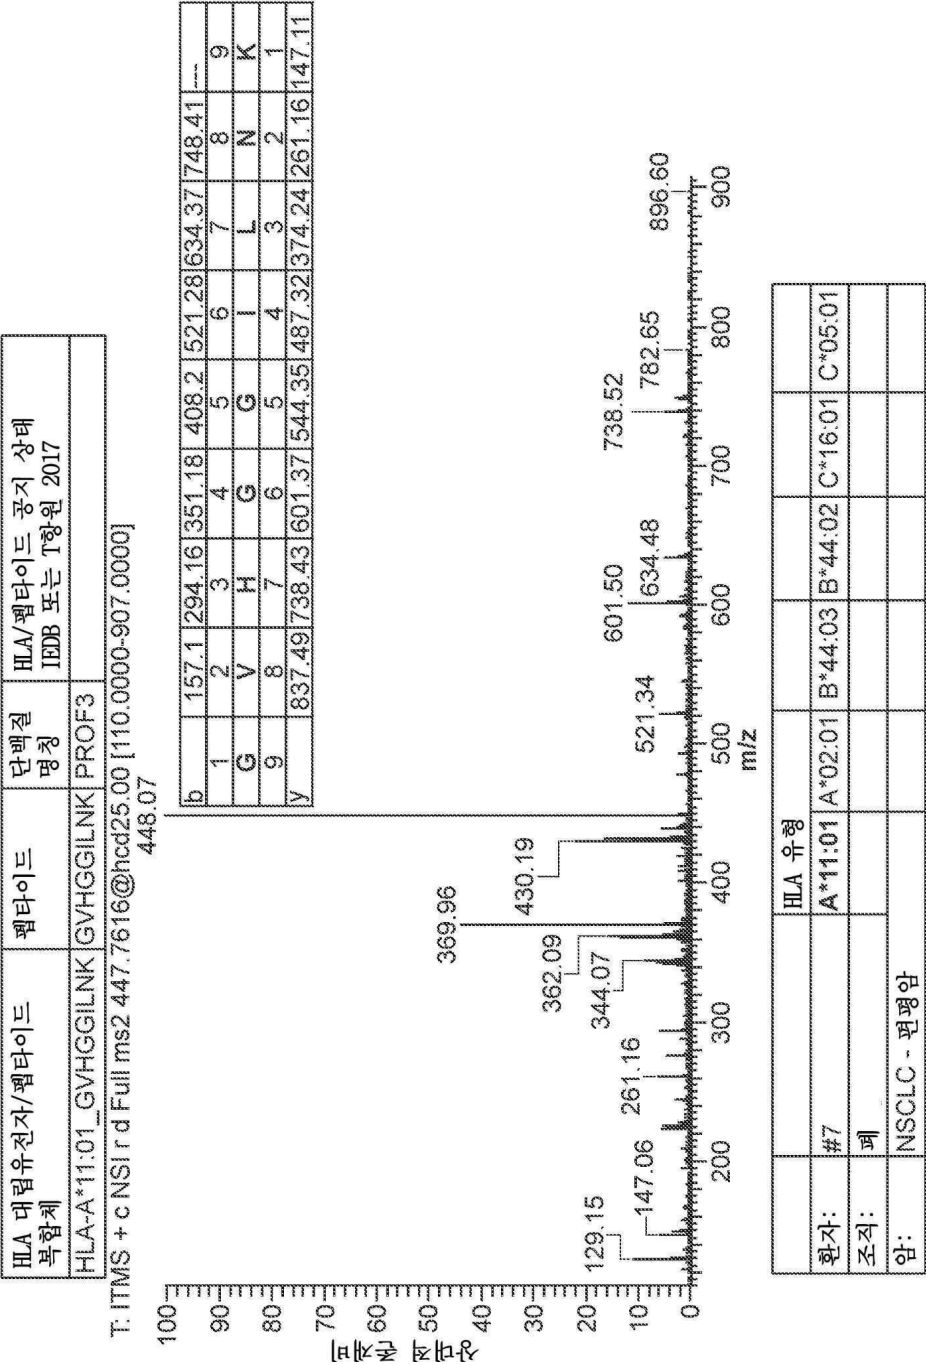 HLA 대립유전자/펩타이드 복합체
펩타이드
단백질 명칭
HLA/펩타이드 공지 상태 IEDB 또는 T항원 2017
HLA-A*11:01_GVHGGILNK
GVHGGILNK
PROF3
T: ITMS + c NSI r d Full ms2 447.7616@hcd25.00 [110.0000-907.0000]
b 157.1 294.16 351.18 408.2 521.28 634.37 748.41 ---
1 2 3 4 5 6 7 8 9
G V H G G I L N K
9 8 7 6 5 4 3 2 1
y 837.49 738.43 601.37 544.35 487.32 374.24 261.16 147.11
상대적 존재비
100
90
80
70
60
50
40
30
20
10
0
129.15
147.06
261.16
344.07
362.09
369.96
430.19
448.07
521.34
601.50
634.48
738.52
782.65
896.60
200 300 400 500 600 700 800 900
m/z
HLA 유형
환자: #7 A*11:01 A*02:01 B*44:03 B*44:02 C*16:01 C*05:01
조직: 폐
암: NSCLC - 편평암